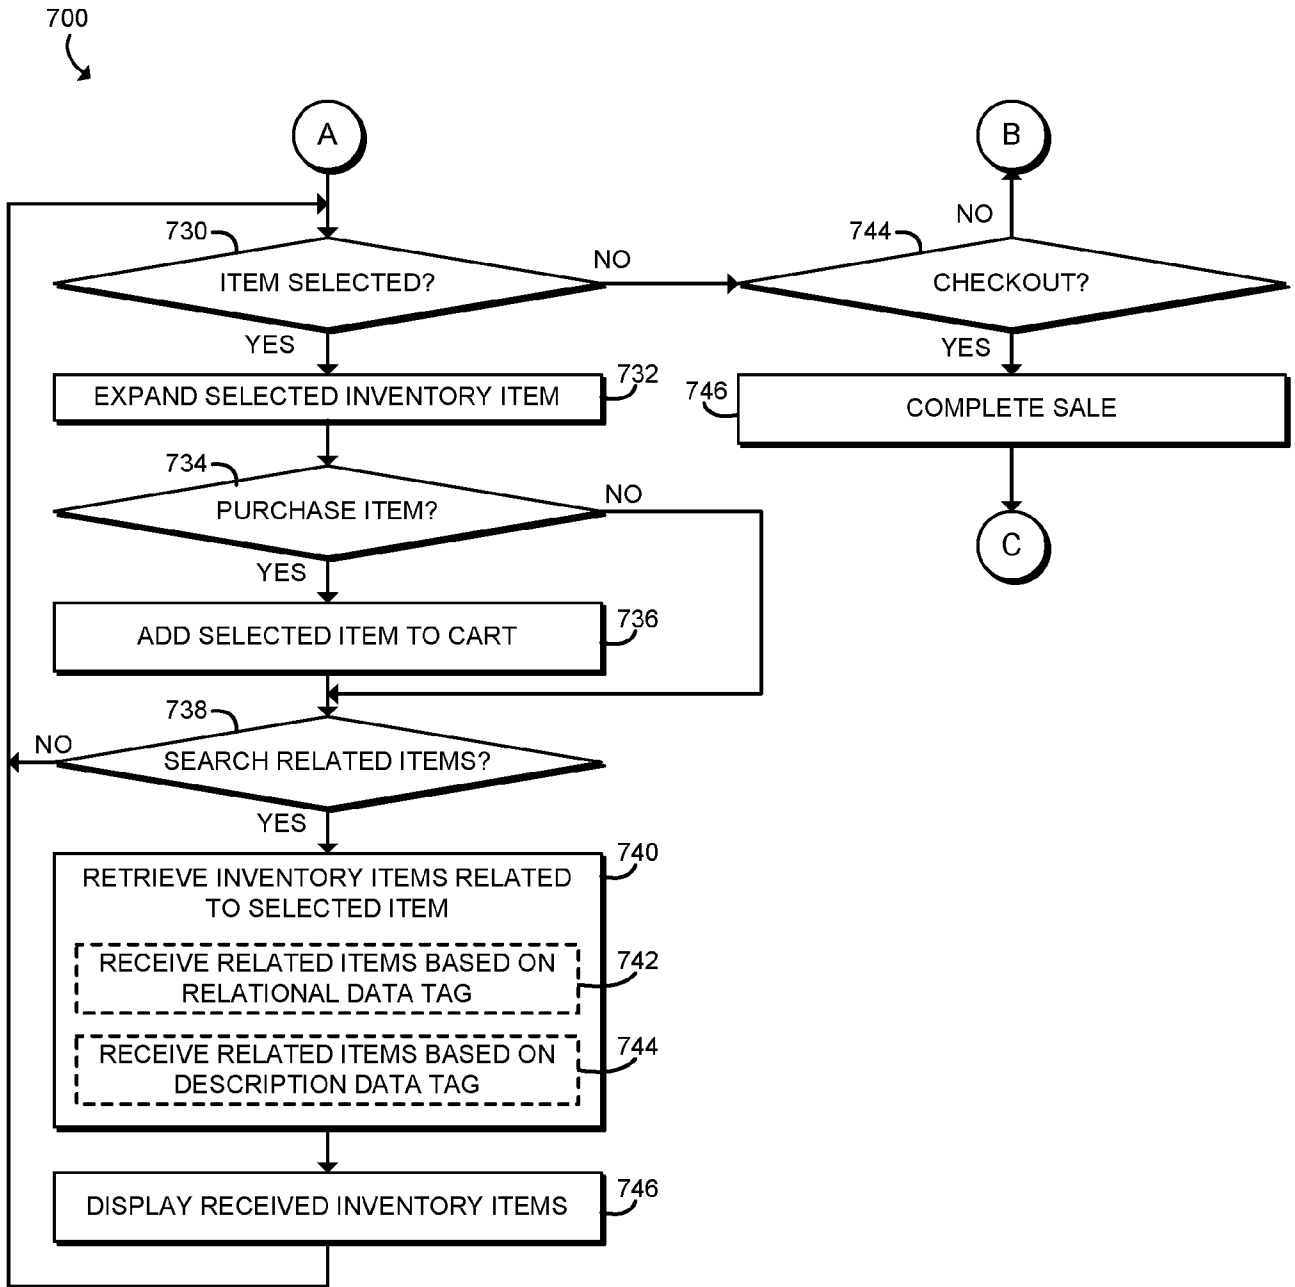 700
A
730
ITEM SELECTED?
NO
YES
EXPAND SELECTED INVENTORY ITEM
732
734
PURCHASE ITEM?
NO
YES
ADD SELECTED ITEM TO CART
736
738
NO
SEARCH RELATED ITEMS?
YES
740
RETRIEVE INVENTORY ITEMS RELATED
TO SELECTED ITEM
RECEIVE RELATED ITEMS BASED ON
RELATIONAL DATA TAG
742
RECEIVE RELATED ITEMS BASED ON
DESCRIPTION DATA TAG
744
DISPLAY RECEIVED INVENTORY ITEMS
746
B
NO
744
CHECKOUT?
YES
746
COMPLETE SALE
C